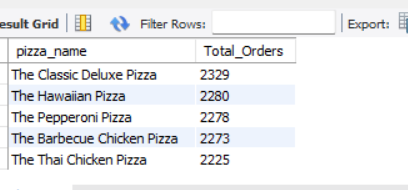 esult Grid Filter Rows: Export:
pizza_name Total_Orders
The Classic Deluxe Pizza 2329
The Hawaiian Pizza 2280
The Pepperoni Pizza 2278
The Barbecue Chicken Pizza 2273
The Thai Chicken Pizza 2225